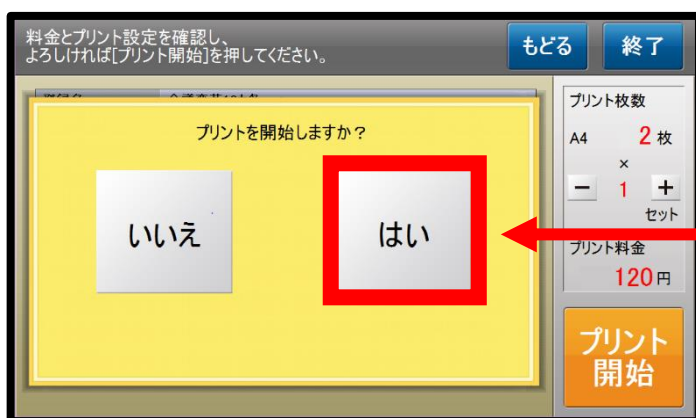 料金とプリント設定を確認し、
よろしければ[プリント開始]を押してください。
もどる
終了
プリントを開始しますか？
いいえ
はい
プリント枚数
A4 2 枚
×
－ 1 ＋
セット
プリント料金
120 円
プリント
開始